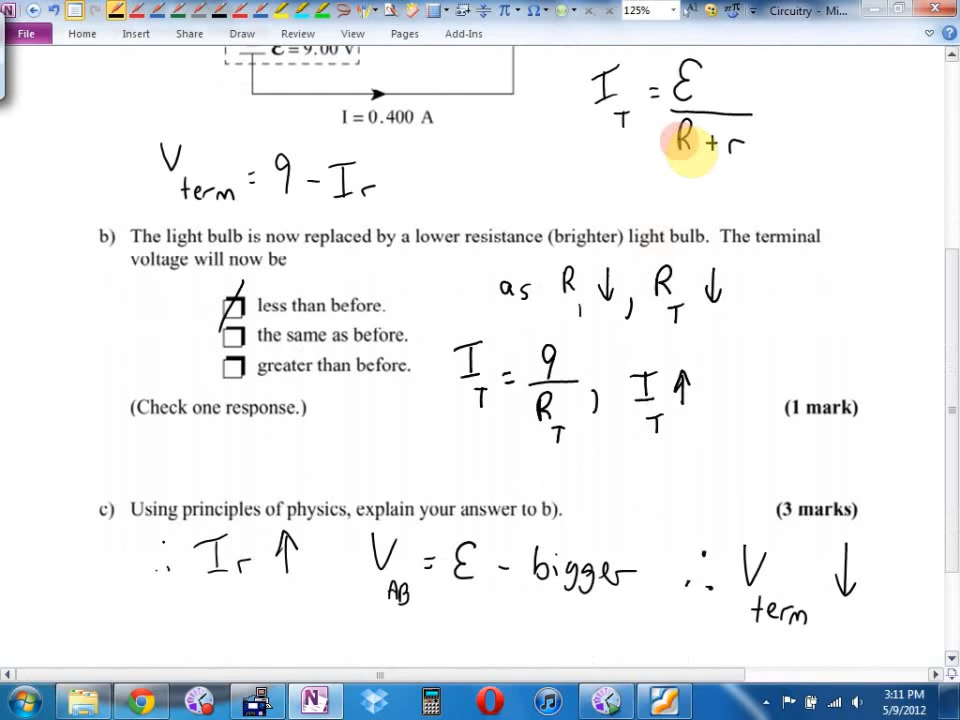 125%
Circuitry - Mi...
File Home Insert Share Draw Review View Pages Add-Ins
ε = 9.00 V
I = 0.400 A
I_T = ε / (R + r)
V_term = 9 - Ir
b) The light bulb is now replaced by a lower resistance (brighter) light bulb. The terminal
voltage will now be
as R_1 ↓, R_T ↓
less than before.
the same as before.
greater than before.
I_T = 9 / R_T, I_T ↑
(Check one response.) (1 mark)
c) Using principles of physics, explain your answer to b). (3 marks)
∴ Ir ↑ V_AB = ε - bigger ∴ V_term ↓
3:11 PM
5/9/2012